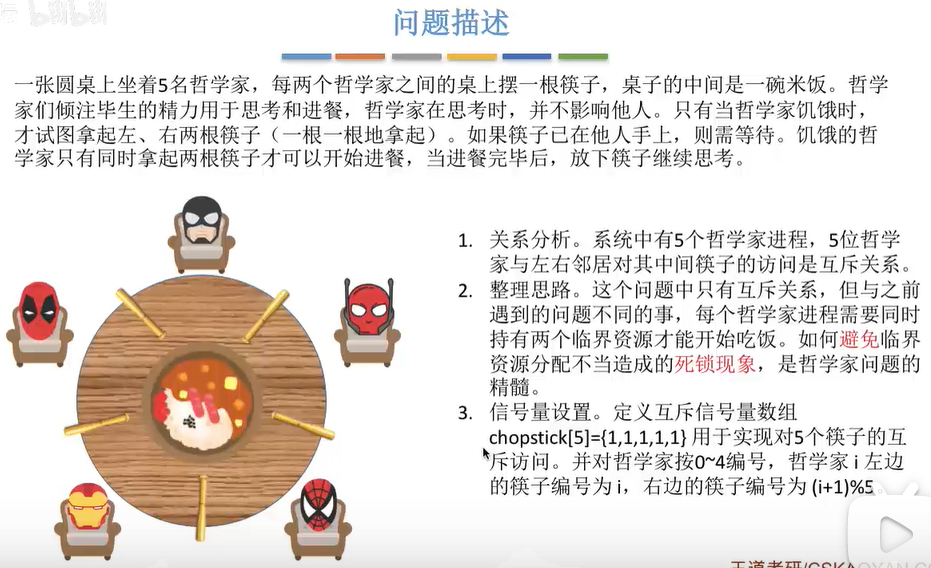 bilibili
问题描述
一张圆桌上坐着5名哲学家，每两个哲学家之间的桌上摆一根筷子，桌子的中间是一碗米饭。哲学
家们倾注毕生的精力用于思考和进餐，哲学家在思考时，并不影响他人。只有当哲学家饥饿时，
才试图拿起左、右两根筷子（一根一根地拿起）。如果筷子已在他人手上，则需等待。饥饿的哲
学家只有同时拿起两根筷子才可以开始进餐，当进餐完毕后，放下筷子继续思考。
1. 关系分析。系统中有5个哲学家进程，5位哲学
家与左右邻居对其中间筷子的访问是互斥关系。
2. 整理思路。这个问题中只有互斥关系，但与之前
遇到的问题不同的事，每个哲学家进程需要同时
持有两个临界资源才能开始吃饭。如何避免临界
资源分配不当造成的死锁现象，是哲学家问题的
精髓。
3. 信号量设置。定义互斥信号量数组
chopstick[5]={1,1,1,1,1} 用于实现对5个筷子的互
斥访问。并对哲学家按0~4编号，哲学家 i 左边
的筷子编号为 i，右边的筷子编号为 (i+1)%5
王道考研/CSKAOYAN.CO